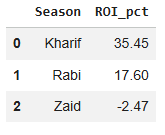 Season ROI_pct
0 Kharif 35.45
1 Rabi 17.60
2 Zaid -2.47